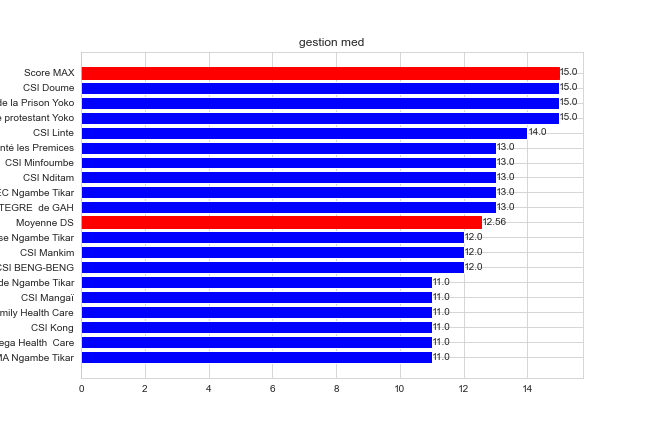 gestion med
Score MAX 15.0
CSI Doume 15.0
de la Prison Yoko 15.0
protestant Yoko 15.0
CSI Linte 14.0
nté les Premices 13.0
CSI Minfoumbe 13.0
CSI Nditam 13.0
EC Ngambe Tikar 13.0
TEGRE  de GAH 13.0
Moyenne DS 12.56
se Ngambe Tikar 12.0
CSI Mankim 12.0
CSI BENG-BENG 12.0
de Ngambe Tikar 11.0
CSI Mangaï 11.0
mily Health Care 11.0
CSI Kong 11.0
ega Health  Care 11.0
MA Ngambe Tikar 11.0
0 2 4 6 8 10 12 14